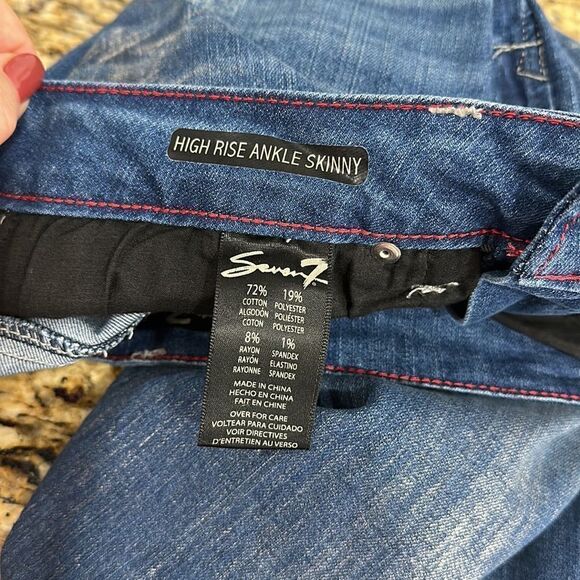 HIGH RISE ANKLE SKINNY
Seven7
72% 19%
COTTON POLYESTER
ALGODÓN POLIÉSTER
COTON POLYESTER
8% 1%
RAYON SPANDEX
RAYÓN ELASTINO
RAYONNE SPANDEX
MADE IN CHINA
HECHO EN CHINA
FAIT EN CHINE
OVER FOR CARE
VOLTEAR PARA CUIDADO
VOIR DIRECTIVES
D'ENTRETIEN AU VERSO